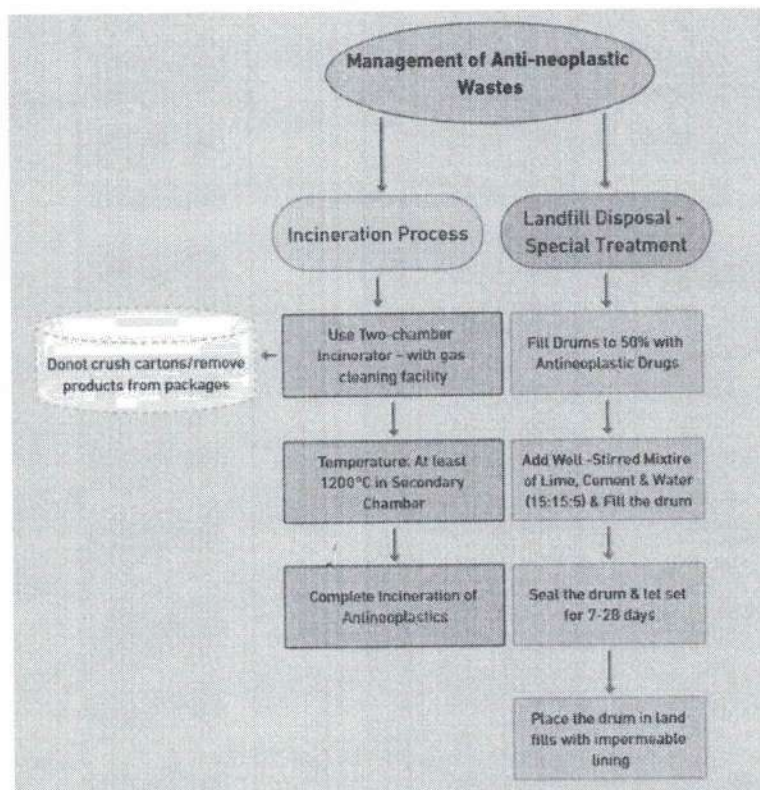 Management of Anti-neoplastic
Wastes
Incineration Process
Landfill Disposal -
Special Treatment
Donot crush cartons/remove
products from packages
Use Two-chamber
Incinerator - with gas
cleaning facility
Fill Drums to 50% with
Antineoplastic Drugs
Temperature: At least
1200°C in Secondary
Chamber
Add Well -Stirred Mixtire
of Lime, Cement & Water
(15:15:5) & Fill the drum
Complete Incineration of
Antineoplastics
Seal the drum & let set
for 7-28 days
Place the drum in land
fills with impermeable
lining